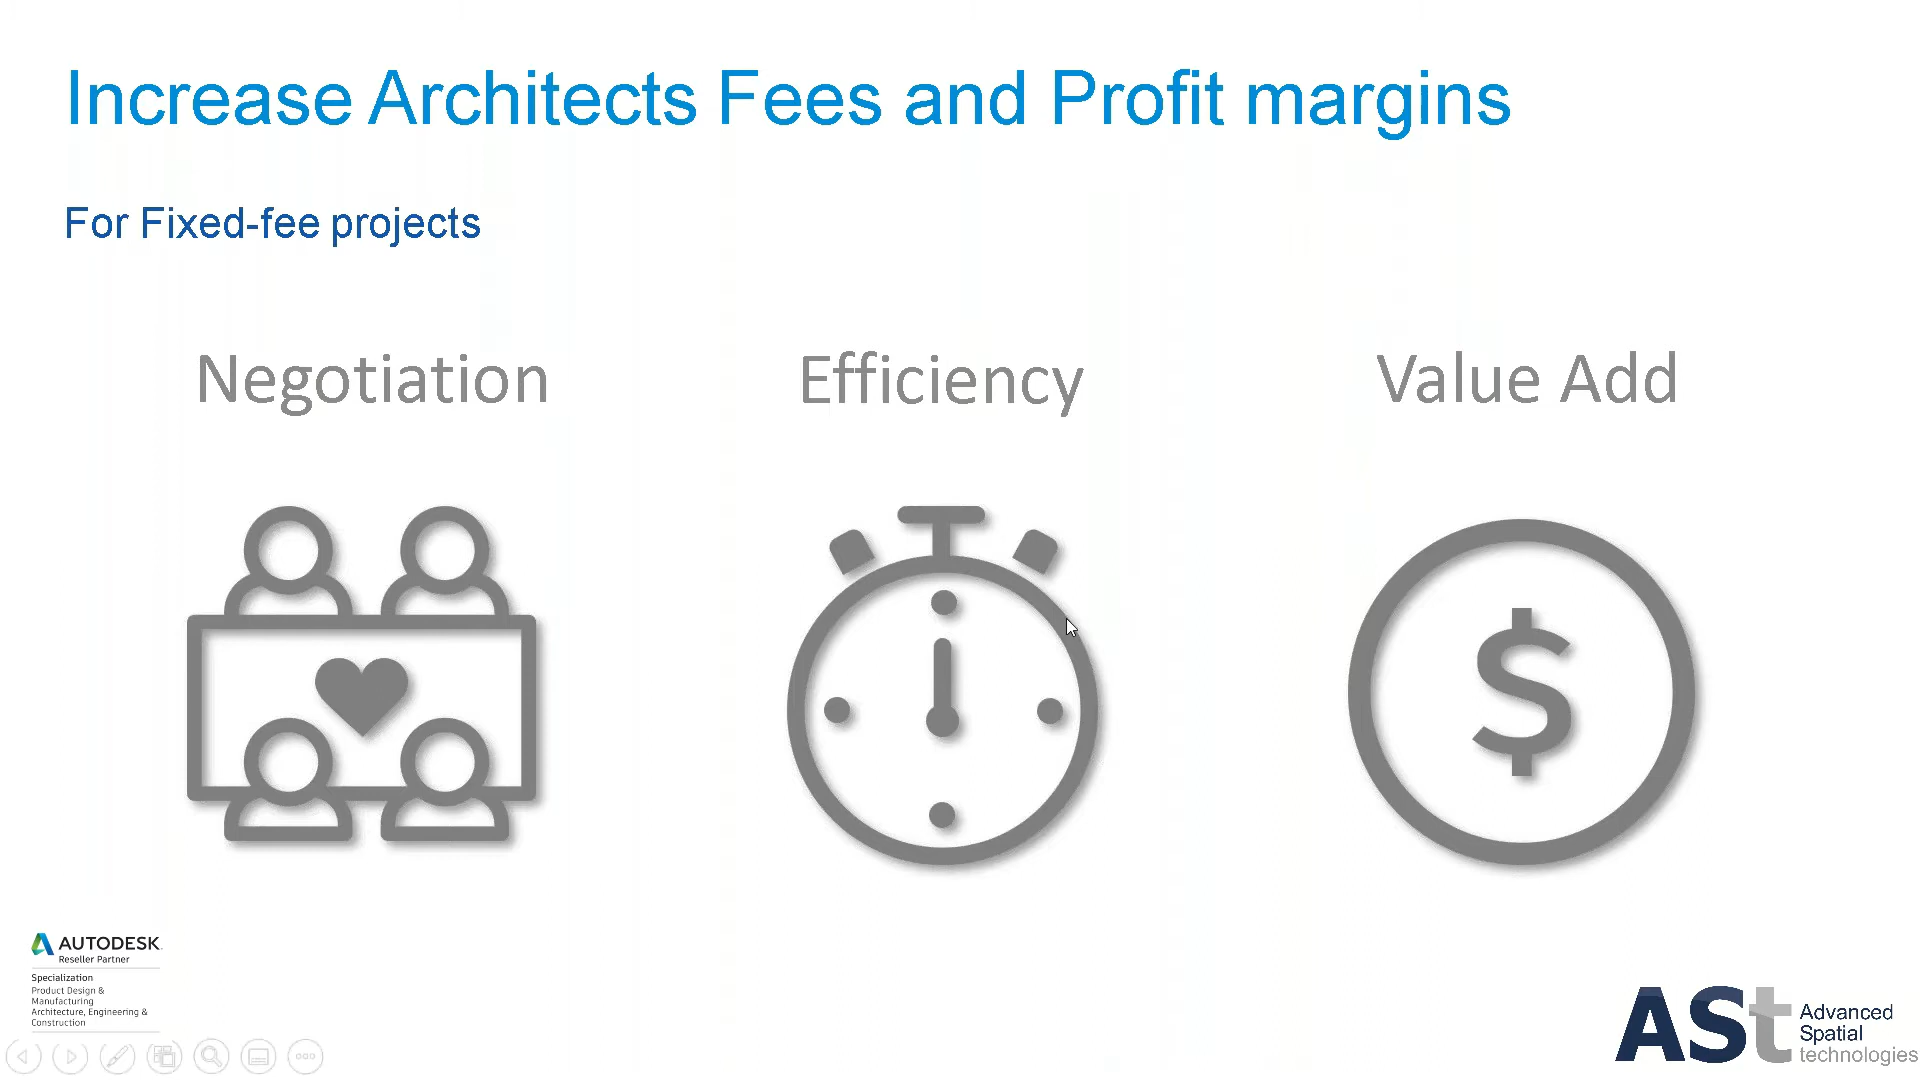 Increase Architects Fees and Profit margins
For Fixed-fee projects
Negotiation
Efficiency
Value Add
$
AUTODESK
Reseller Partner
Specialization
Product Design &
Manufacturing
Architecture, Engineering &
Construction
ASt
Advanced
Spatial
technologies